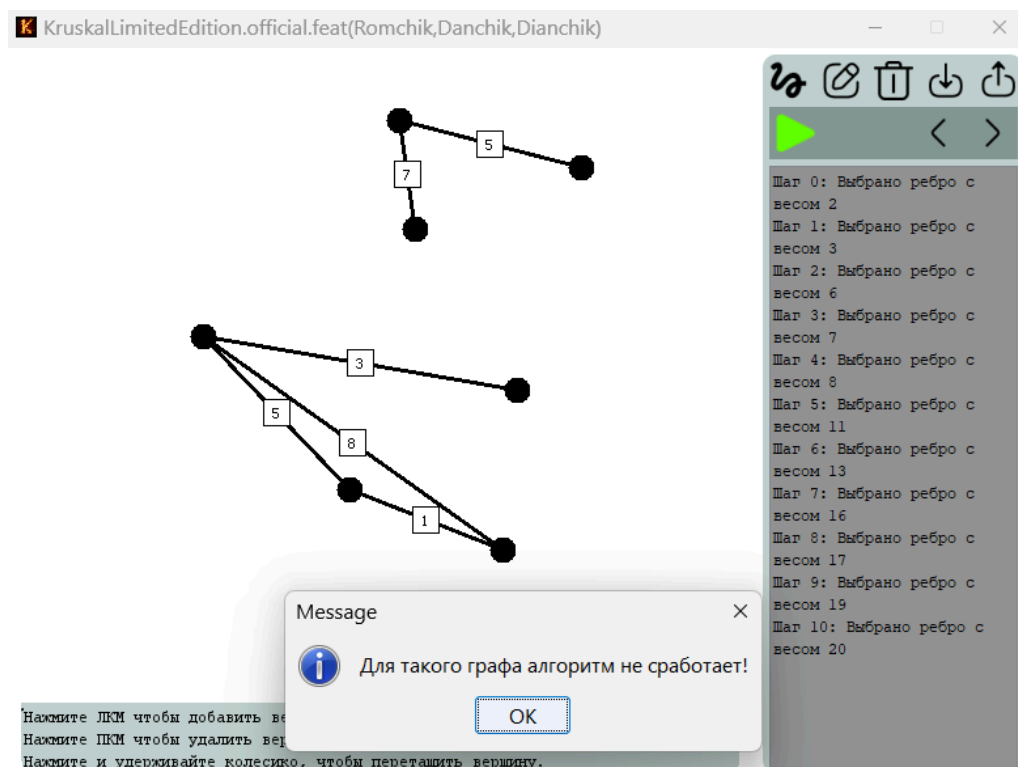 KruskalLimitedEdition.official.feat(Romchik,Danchik,Dianchik)
5
7
3
5
8
1
Шаг 0: Выбрано ребро с
весом 2
Шаг 1: Выбрано ребро с
весом 3
Шаг 2: Выбрано ребро с
весом 6
Шаг 3: Выбрано ребро с
весом 7
Шаг 4: Выбрано ребро с
весом 8
Шаг 5: Выбрано ребро с
весом 11
Шаг 6: Выбрано ребро с
весом 13
Шаг 7: Выбрано ребро с
весом 16
Шаг 8: Выбрано ребро с
весом 17
Шаг 9: Выбрано ребро с
весом 19
Шаг 10: Выбрано ребро с
весом 20
Message
Для такого графа алгоритм не сработает!
OK
Нажмите ЛКМ чтобы добавить ве
Нажмите ПКМ чтобы удалить вер
Нажмите и удерживайте колесико, чтобы перетащить вершину.